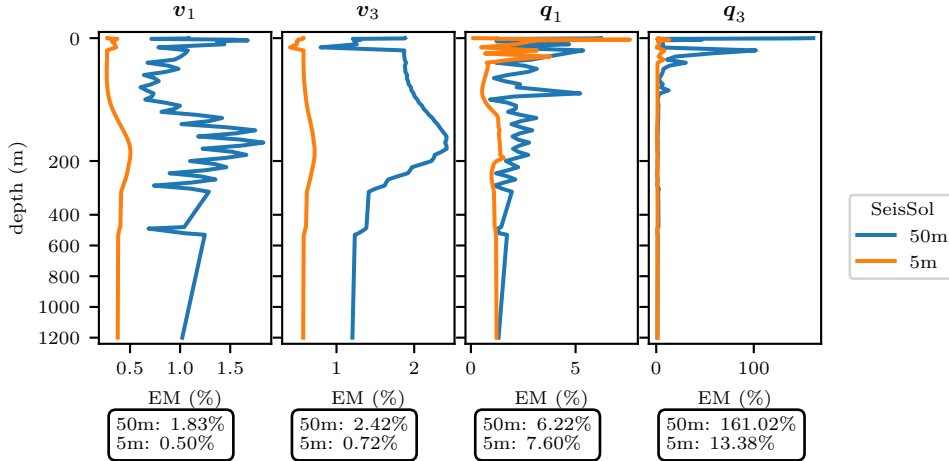 v1 v3 q1 q3
depth (m)
0
200
400
600
800
1000
1200
0.5 1.0 1.5
1 2
0 5
0 100
EM (%) EM (%) EM (%) EM (%)
50m: 1.83%
5m: 0.50%
50m: 2.42%
5m: 0.72%
50m: 6.22%
5m: 7.60%
50m: 161.02%
5m: 13.38%
SeisSol
50m
5m